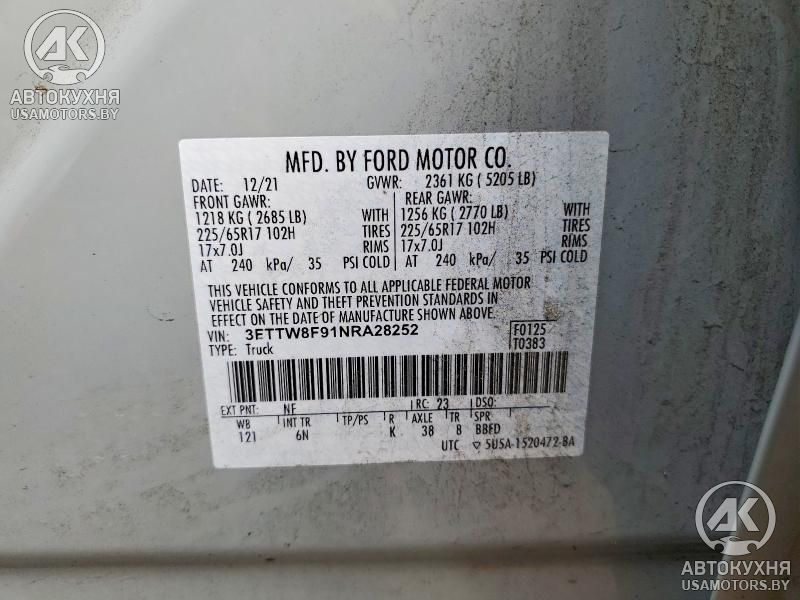 АК
АВТОКУХНЯ
USAMOTORS.BY
MFD. BY FORD MOTOR CO.
DATE: 12/21 GVWR: 2361 KG ( 5205 LB)
FRONT GAWR: REAR GAWR:
1218 KG ( 2685 LB) WITH 1256 KG ( 2770 LB) WITH
225/65R17 102H TIRES 225/65R17 102H TIRES
17x7.0J RIMS 17x7.0J RIMS
AT 240 kPa/ 35 PSI COLD AT 240 kPa/ 35 PSI COLD
THIS VEHICLE CONFORMS TO ALL APPLICABLE FEDERAL MOTOR
VEHICLE SAFETY AND THEFT PREVENTION STANDARDS IN
EFFECT ON THE DATE OF MANUFACTURE SHOWN ABOVE.
VIN: 3FTTW8F91NRA28252 F0125
TYPE: Truck T0383
EXT PNT: NF RC: 23 DSO:
WB INT TR TP/PS R AXLE TR SPR
121 6N K 38 8 BBFD
UTC ▽ 5U5A-1520472-BA
АК
АВТОКУХНЯ
USAMOTORS.BY